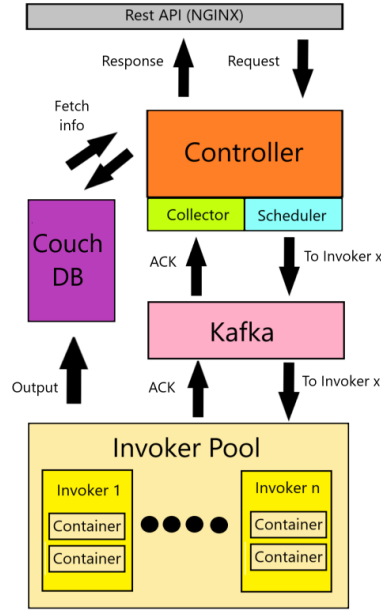 Rest API (NGINX)
Response
Request
Fetch
info
Controller
Collector
Scheduler
Couch
DB
ACK
To Invoker x
Kafka
Output
ACK
To Invoker x
Invoker Pool
Invoker 1
Container
Container
Invoker n
Container
Container